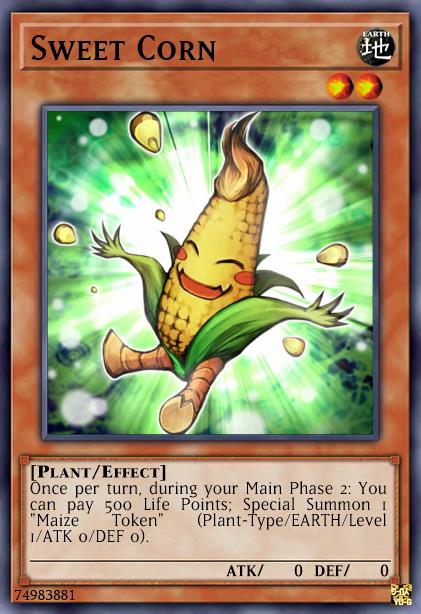 Sweet Corn
EARTH
地
[Plant/Effect]
Once per turn, during your Main Phase 2: You
can pay 500 Life Points; Special Summon 1
"Maize Token" (Plant-Type/EARTH/Level
1/ATK 0/DEF 0).
ATK/ 0 DEF/ 0
74983881